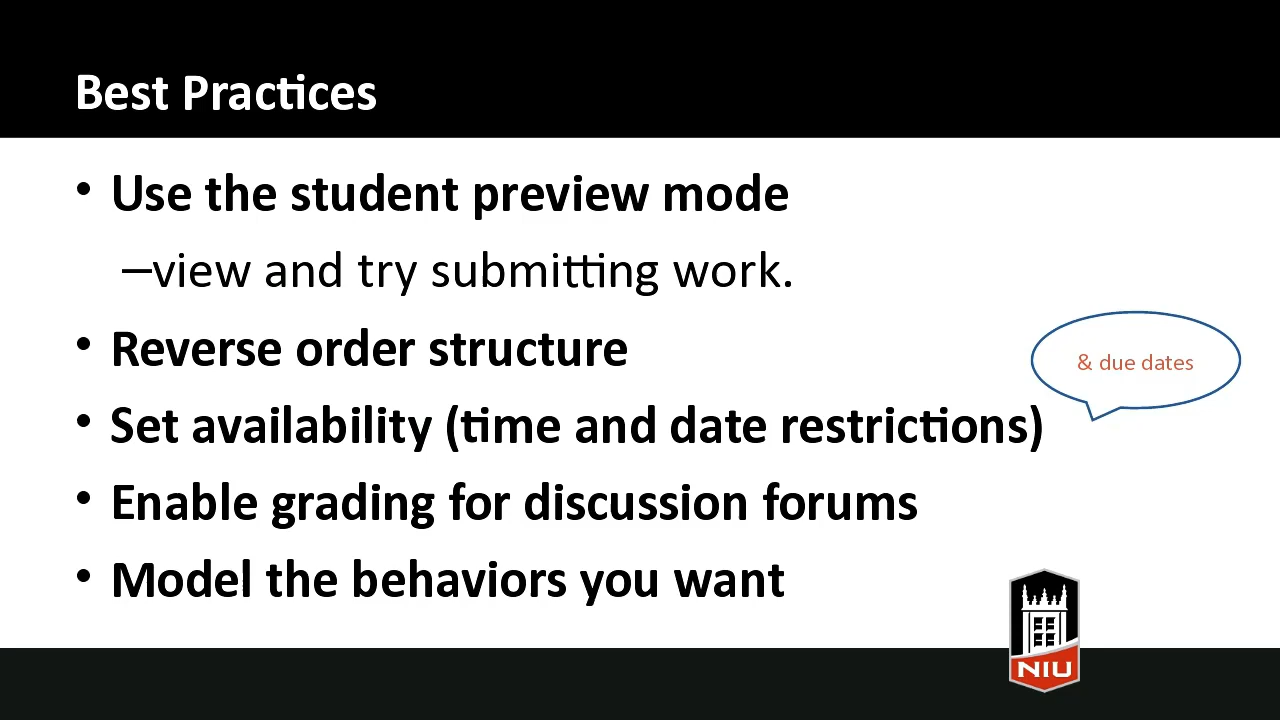 Best Practices
• Use the student preview mode
–view and try submitting work.
• Reverse order structure
& due dates
• Set availability (time and date restrictions)
• Enable grading for discussion forums
• Model the behaviors you want
NIU